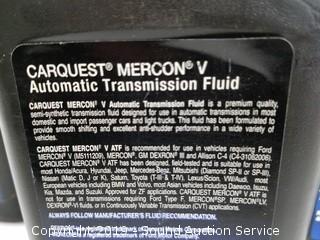 CARQUEST® MERCON® V
Automatic Transmission Fluid
CARQUEST MERCON® V Automatic Transmission Fluid is a premium quality,
semi-synthetic transmission fluid designed for use in automatic transmissions in most
domestic and import passenger cars and light trucks. This fluid has been formulated to
provide smooth shifting and excellent anti-shudder performance in a wide variety of
vehicles.
CARQUEST MERCON® V ATF is recommended for use in vehicles requiring Ford
MERCON® V (M5111209), MERCON®, GM DEXRON® III and Allison C-4 (C4-31082006).
CARQUEST MERCON® V ATF has been designed, field-tested and is suitable for use in
most Honda/Acura, Hyundai, Jeep, Mercedes-Benz, Mitsubishi (Diamond SP-II or SP-III),
Nissan (Matic D, J or K), Saturn, Toyota (T-III & T-IV), Lexus/Scion, VW/Audi, most
European vehicles including BMW and Volvo, most Asian vehicles including Daewoo, Isuzu,
Kia, Mazda, and Suzuki. Approved for ZF applications. CARQUEST MERCON® V ATF is
not for use in transmissions requiring Ford Type F, MERCON®SP, MERCON®LV,
DEXRON®-VI fluids, or in Continuously Variable Transmission (CVT) applications.
ALWAYS FOLLOW MANUFACTURER'S FLUID RECOMMENDATION.
a registered trademark of Ford Motor Company.
Copyright 2019 - The Auction Service